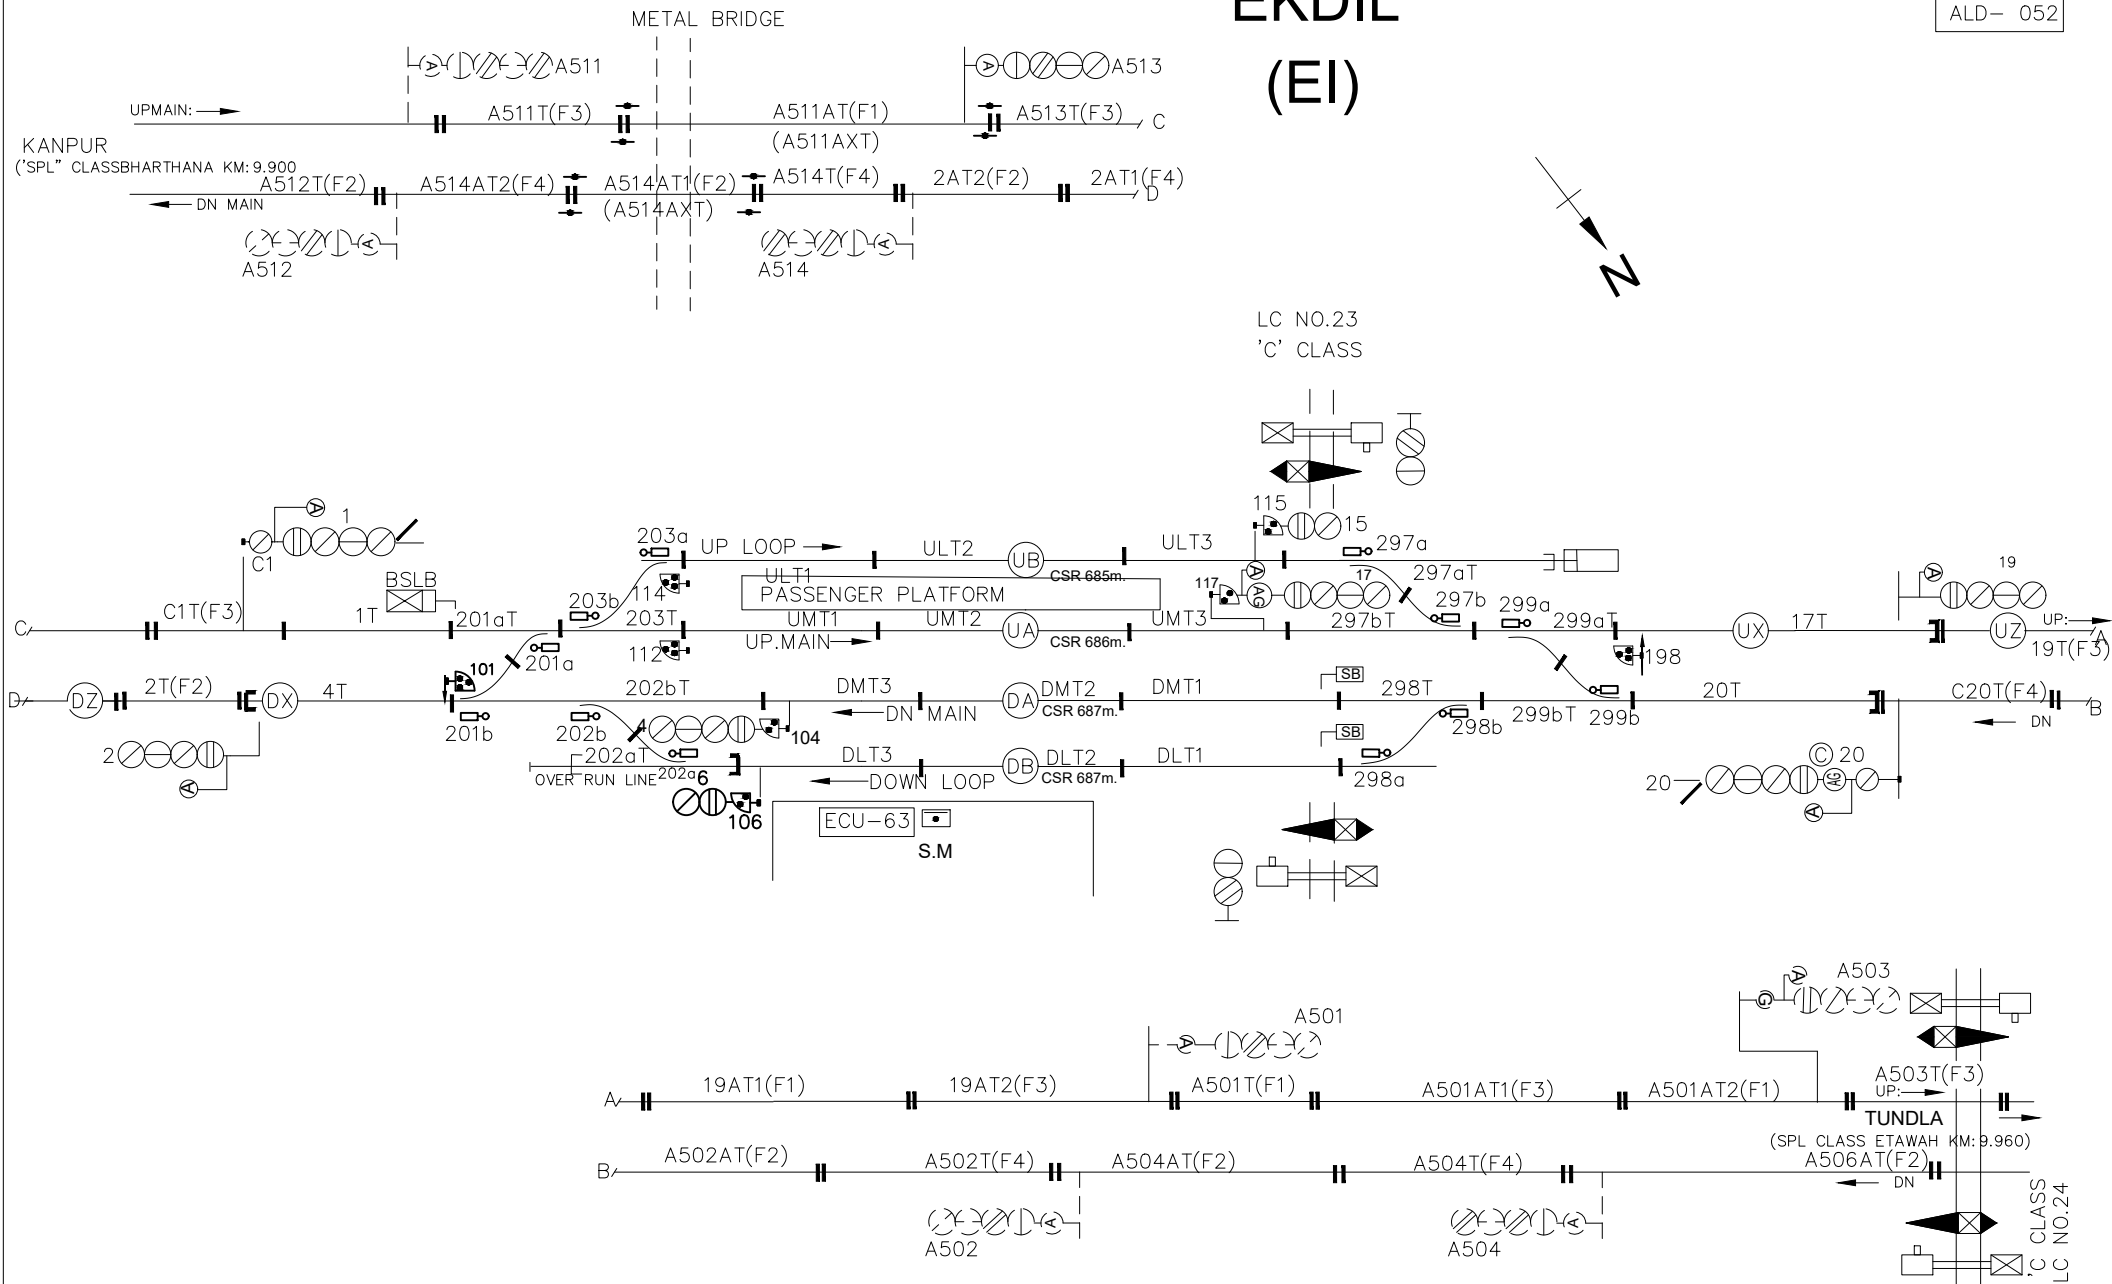 EKDIL
(EI)
ALD- 052
METAL BRIDGE
A A511
A A513
UPMAIN:
A511T(F3)
A511AT(F1)
A513T(F3)
C
(A511AXT)
KANPUR
('SPL" CLASSBHARTHANA KM:9.900
A512T(F2)
A514AT2(F4)
A514AT1(F2)
A514T(F4)
2AT2(F2)
2AT1(F4)
D
DN MAIN
(A514AXT)
A
A
A512
A514
N
LC NO.23
'C' CLASS
A
1
C1
115
15
203a
UP LOOP
ULT2
UB
ULT3
297a
CSR 685m.
297aT
ULT1
PASSENGER PLATFORM
114
BSLB
117
A
AG
17
A
19
C
C1T(F3)
1T
201aT
203b
203T
UMT1
UMT2
UA
UMT3
297bT
297b
299a
299aT
UX
17T
UZ
UP:
A
19T(F3)
UP.MAIN
CSR 686m.
112
198
201a
101
D
DZ
2T(F2)
DX
4T
202bT
DMT3
DA
DMT2
DMT1
SB
298T
20T
C20T(F4)
B
DN MAIN
CSR 687m.
DN
201b
202b
4
104
298b
299bT
299b
2
A
202aT
OVER RUN LINE
202a
6
DLT3
DB
DLT2
DLT1
SB
DOWN LOOP
CSR 687m.
298a
C 20
20
AG
A
106
ECU-63
S.M
A
A503
G
A
A501
A
19AT1(F1)
19AT2(F3)
A501T(F1)
A501AT1(F3)
A501AT2(F1)
A503T(F3)
UP:
TUNDLA
(SPL CLASS ETAWAH KM:9.960)
B
A502AT(F2)
A502T(F4)
A504AT(F2)
A504T(F4)
A506AT(F2)
DN
A
A
A502
A504
'C CLASS
LC NO.24